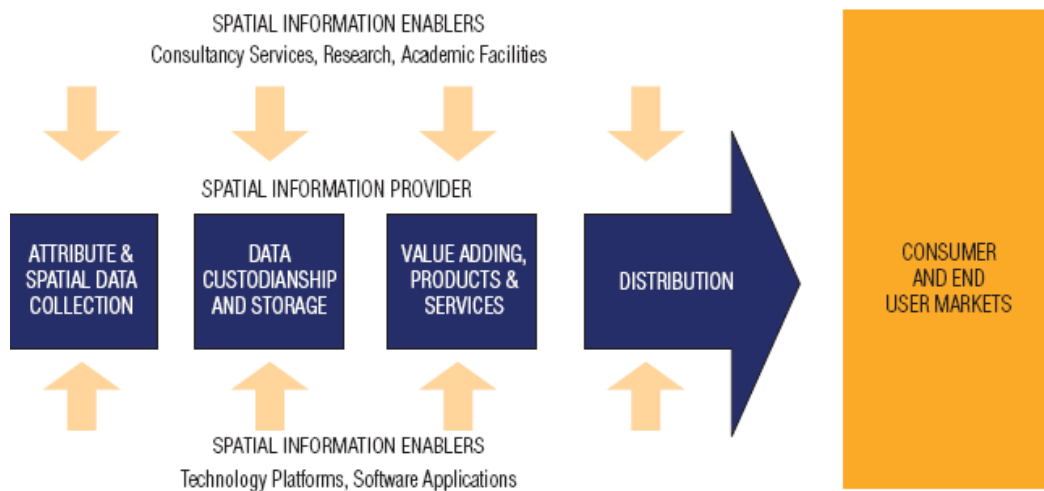 SPATIAL INFORMATION ENABLERS
Consultancy Services, Research, Academic Facilities
SPATIAL INFORMATION PROVIDER
ATTRIBUTE &
SPATIAL DATA
COLLECTION
DATA
CUSTODIANSHIP
AND STORAGE
VALUE ADDING,
PRODUCTS &
SERVICES
DISTRIBUTION
CONSUMER
AND END
USER MARKETS
SPATIAL INFORMATION ENABLERS
Technology Platforms, Software Applications